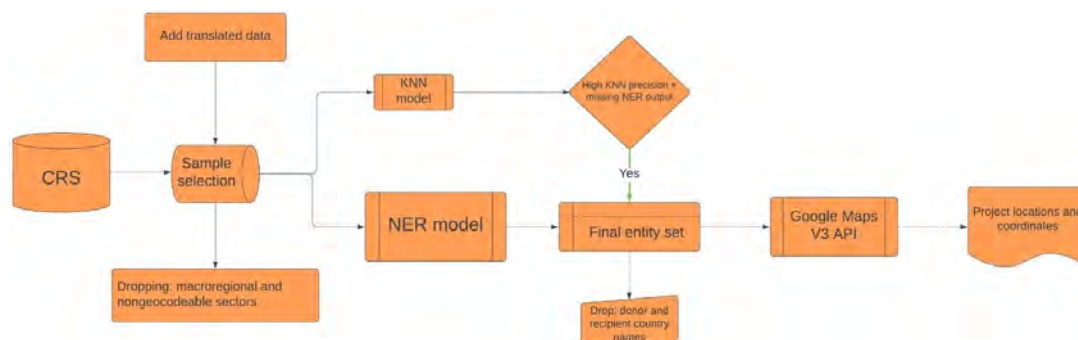 Add translated data
KNN
model
High KNN precision +
missing NER output
CRS
Sample
selection
Yes
NER model
Final entity set
Google Maps
V3 API
Project locations and
coordinates
Dropping: macroregional and
nongeocodeable sectors
Drop: donor and
recipient country
names